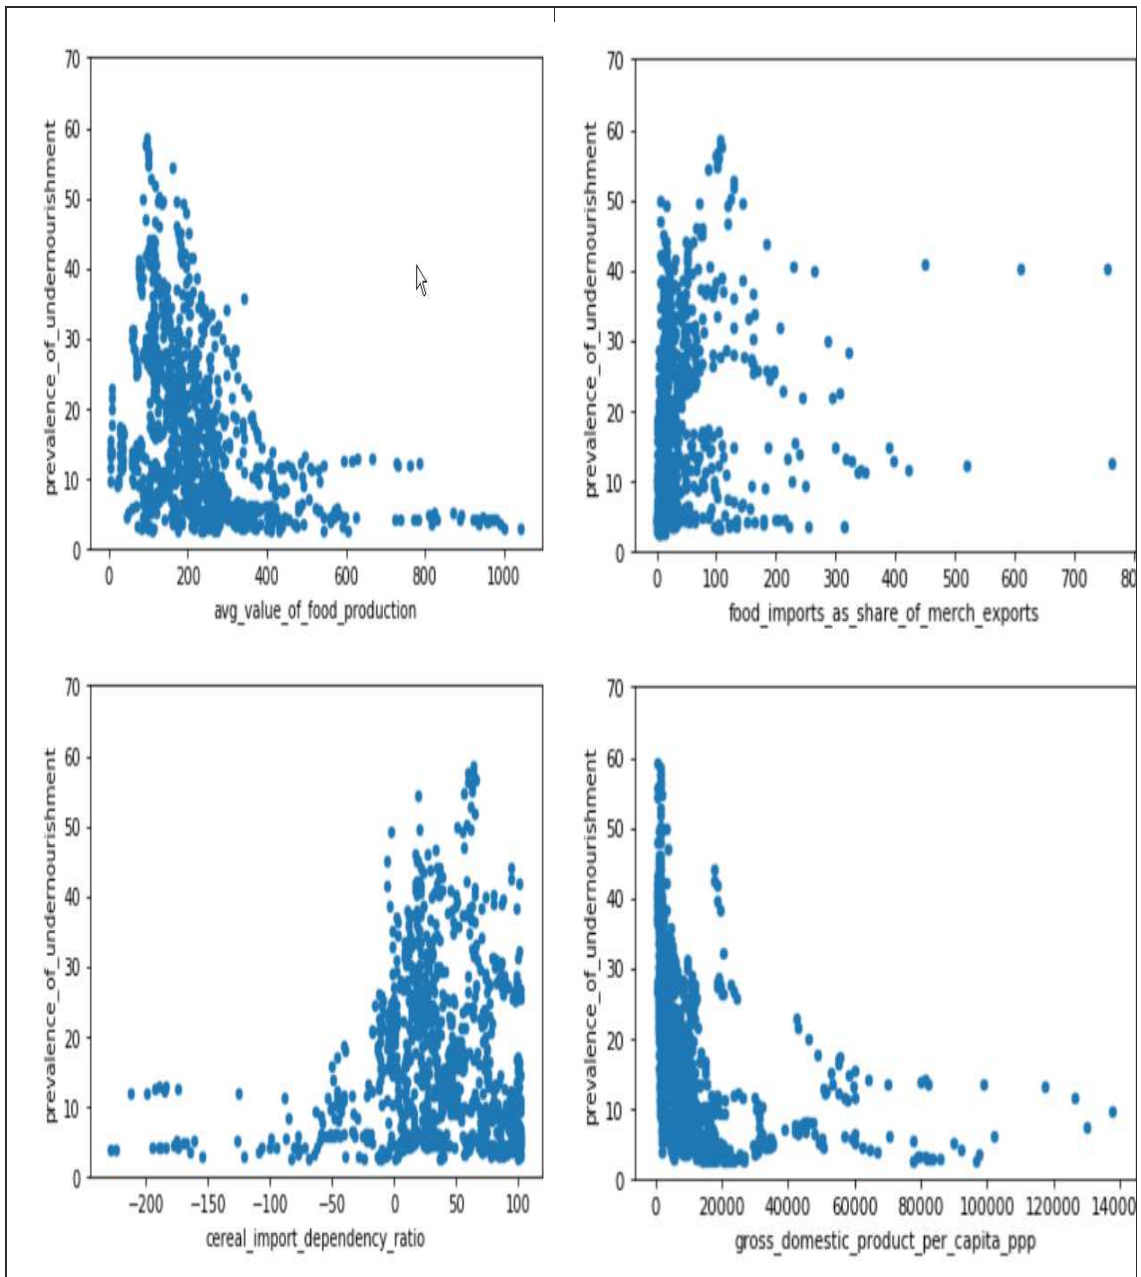 70
60
50
40
30
20
10
0
prevalence_of_undernourishment
0 200 400 600 800 1000
avg_value_of_food_production
70
60
50
40
30
20
10
0
prevalence_of_undernourishment
0 100 200 300 400 500 600 700 80
food_imports_as_share_of_merch_exports
70
60
50
40
30
20
10
0
prevalence_of_undernourishment
−200 −150 −100 −50 0 50 100
cereal_import_dependency_ratio
70
60
50
40
30
20
10
0
prevalence_of_undernourishment
0 20000 40000 60000 80000 100000 120000 14000
gross_domestic_product_per_capita_ppp